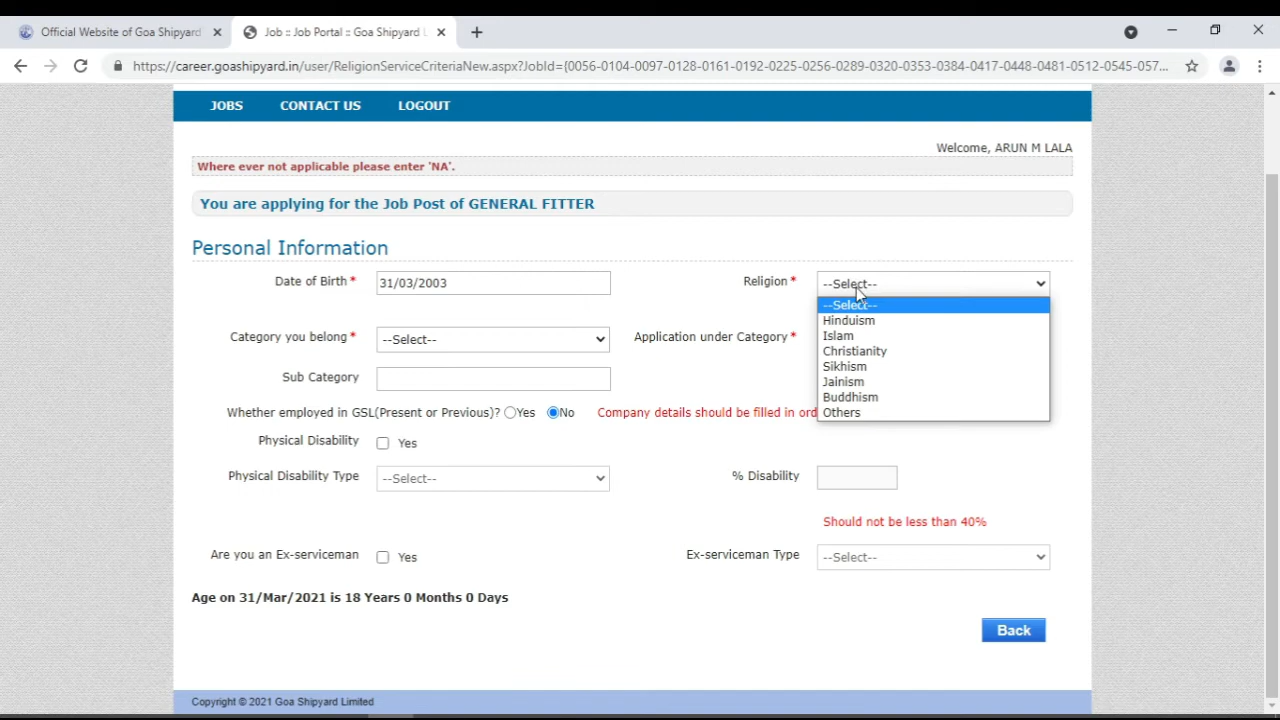 Official Website of Goa Shipyard
Job :: Job Portal :: Goa Shipyard L
https://career.goashipyard.in/user/ReligionServiceCriteriaNew.aspx?JobId={0056-0104-0097-0128-0161-0192-0225-0256-0289-0320-0353-0384-0417-0448-0481-0512-0545-057...
JOBS CONTACT US LOGOUT
Welcome, ARUN M LALA
Where ever not applicable please enter 'NA'.
You are applying for the Job Post of GENERAL FITTER
Personal Information
Date of Birth * 31/03/2003 Religion * --Select--
--Select--
Hinduism
Islam
Christianity
Sikhism
Jainism
Buddhism
Others
Category you belong * --Select-- Application under Category *
Sub Category
Whether employed in GSL(Present or Previous)? Yes No Company details should be filled in ord
Physical Disability Yes
Physical Disability Type --Select-- % Disability
Should not be less than 40%
Are you an Ex-serviceman Yes Ex-serviceman Type --Select--
Age on 31/Mar/2021 is 18 Years 0 Months 0 Days
Back
Copyright © 2021 Goa Shipyard Limited